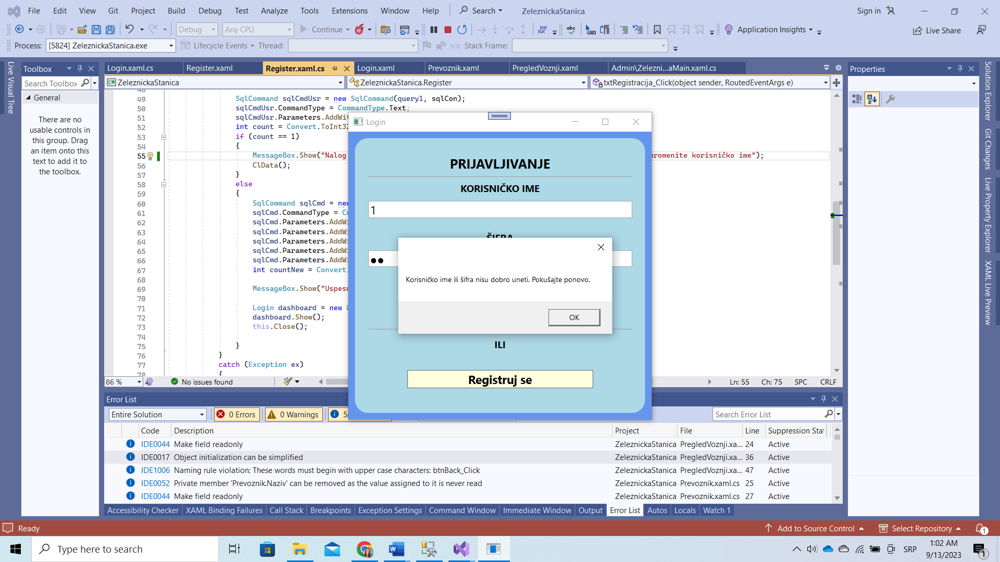 File Edit View Git Project Build Debug Test Analyze Tools Extensions Window Help Search ZeleznickaStanica Sign in
Debug Any CPU Continue Application Insights Live Share
Process: [5824] ZeleznickaStanica.exe Lifecycle Events Thread: Stack Frame:
Live Visual Tree
Toolbox
Search Toolbox
General
There are no
usable controls in
this group. Drag
an item onto this
text to add it to
the toolbox.
Login.xaml.cs Register.xaml Register.xaml.cs Login.xaml Prevoznik.xaml PregledVoznji.xaml Admin\Zelezni...aMain.xaml.cs
ZeleznickaStanica ZeleznickaStanica.Register txtRegistracija_Click(object sender, RoutedEventArgs e)
48
49 SqlCommand sqlCmdUsr = new SqlCommand(query1, sqlCon);
50 sqlCmdUsr.CommandType = CommandType.Text;
51 sqlCmdUsr.Parameters.AddWi
52 int count = Convert.ToInt32
53 if (count == 1)
54 {
55 MessageBox.Show("Nalog promenite korisničko ime");
56 ClData();
57 }
58 else
59 {
60 SqlCommand sqlCmd = new
61 sqlCmd.CommandType = Co
62 sqlCmd.Parameters.AddWi
63 sqlCmd.Parameters.AddWi
64 sqlCmd.Parameters.AddWi
65 sqlCmd.Parameters.AddWi
66 sqlCmd.Parameters.AddWi
67 int countNew = Convert.
68
69 MessageBox.Show("Uspesn
70
71 Login dashboard = new L
72 dashboard.Show();
73 this.Close();
74
75 }
76 }
77 catch (Exception ex)
78 {
86 % No issues found Ln: 55 Ch: 75 SPC CRLF
Login
PRIJAVLJIVANJE
KORISNIČKO IME
1
ŠIFRA
Korisničko ime ili šifra nisu dobro uneti. Pokušajte ponovo.
OK
ILI
Registruj se
Error List
Entire Solution 0 Errors 0 Warnings 58 Search Error List
Code Description Project File Line Suppression Stat
IDE0044 Make field readonly ZeleznickaStanica PregledVoznji.xa... 24 Active
IDE0017 Object initialization can be simplified ZeleznickaStanica PregledVoznji.xa... 36 Active
IDE1006 Naming rule violation: These words must begin with upper case characters: btnBack_Click ZeleznickaStanica PregledVoznji.xa... 47 Active
IDE0052 Private member 'Prevoznik.Naziv' can be removed as the value assigned to it is never read ZeleznickaStanica Prevoznik.xaml.cs 25 Active
IDE0044 Make field readonly ZeleznickaStanica Prevoznik.xaml.cs 27 Active
Accessibility Checker XAML Binding Failures Call Stack Breakpoints Exception Settings Command Window Immediate Window Output Error List Autos Locals Watch 1
Properties
Solution Explorer
Git Changes
Live Property Explorer
XAML Live Preview
Ready Add to Source Control Select Repository 1
Type here to search SRP 1:02 AM
9/13/2023 1